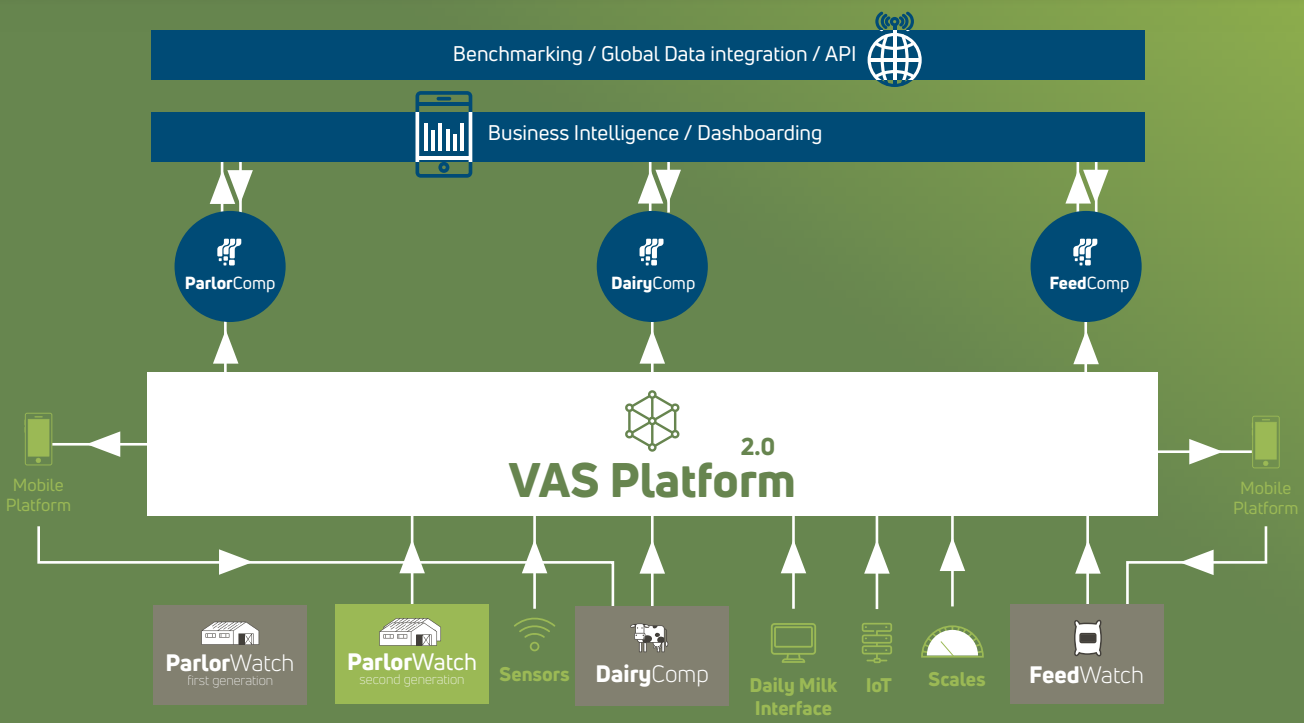 Benchmarking / Global Data integration / API
Business Intelligence / Dashboarding
ParlorComp
DairyComp
FeedComp
2.0
VAS Platform
Mobile
Platform
Mobile
Platform
ParlorWatch
first generation
ParlorWatch
second generation
Sensors
DairyComp
Daily Milk
Interface
IoT
Scales
FeedWatch